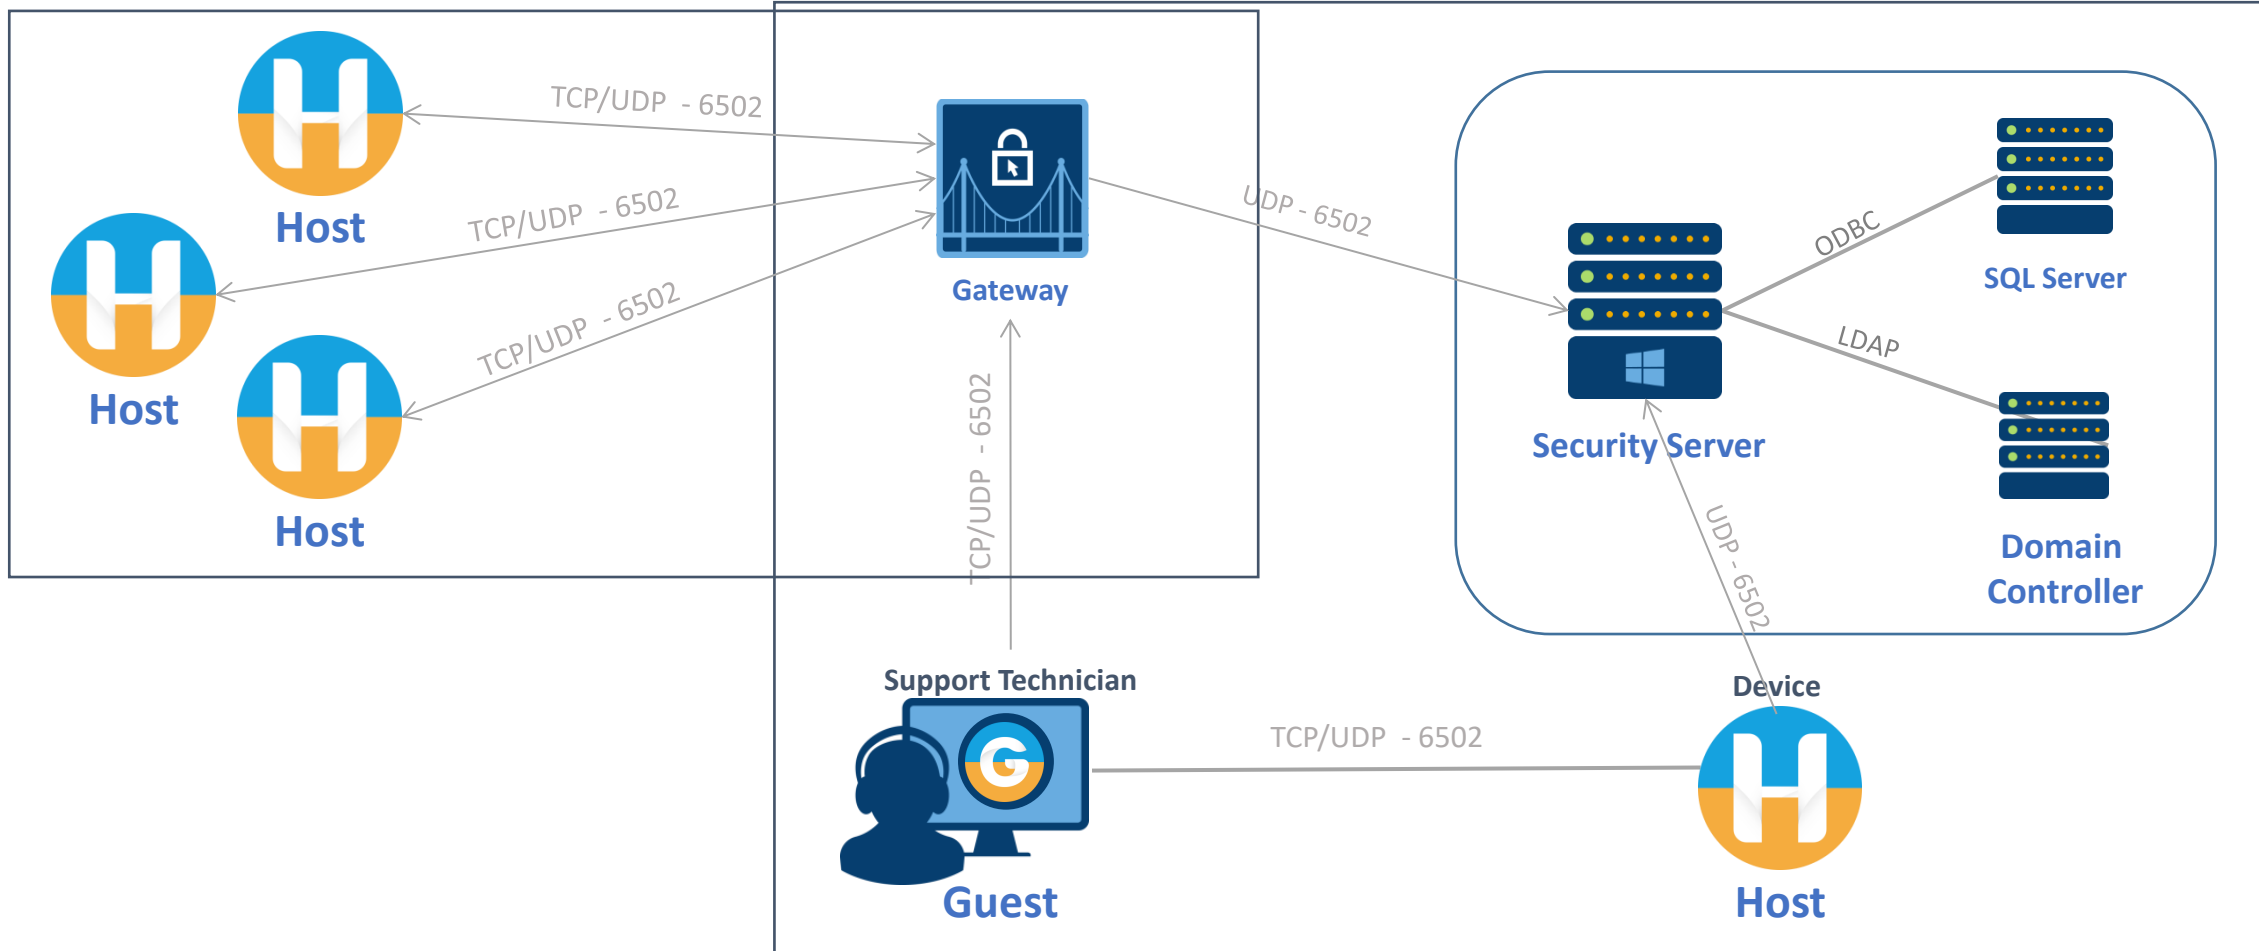 TCP/UDP - 6502
Host
TCP/UDP - 6502
Host
TCP/UDP - 6502
Host
Gateway
UDP - 6502
ODBC
SQL Server
LDAP
Security Server
Domain
Controller
TCP/UDP - 6502
UDP - 6502
Support Technician
G
Guest
TCP/UDP - 6502
Device
Host